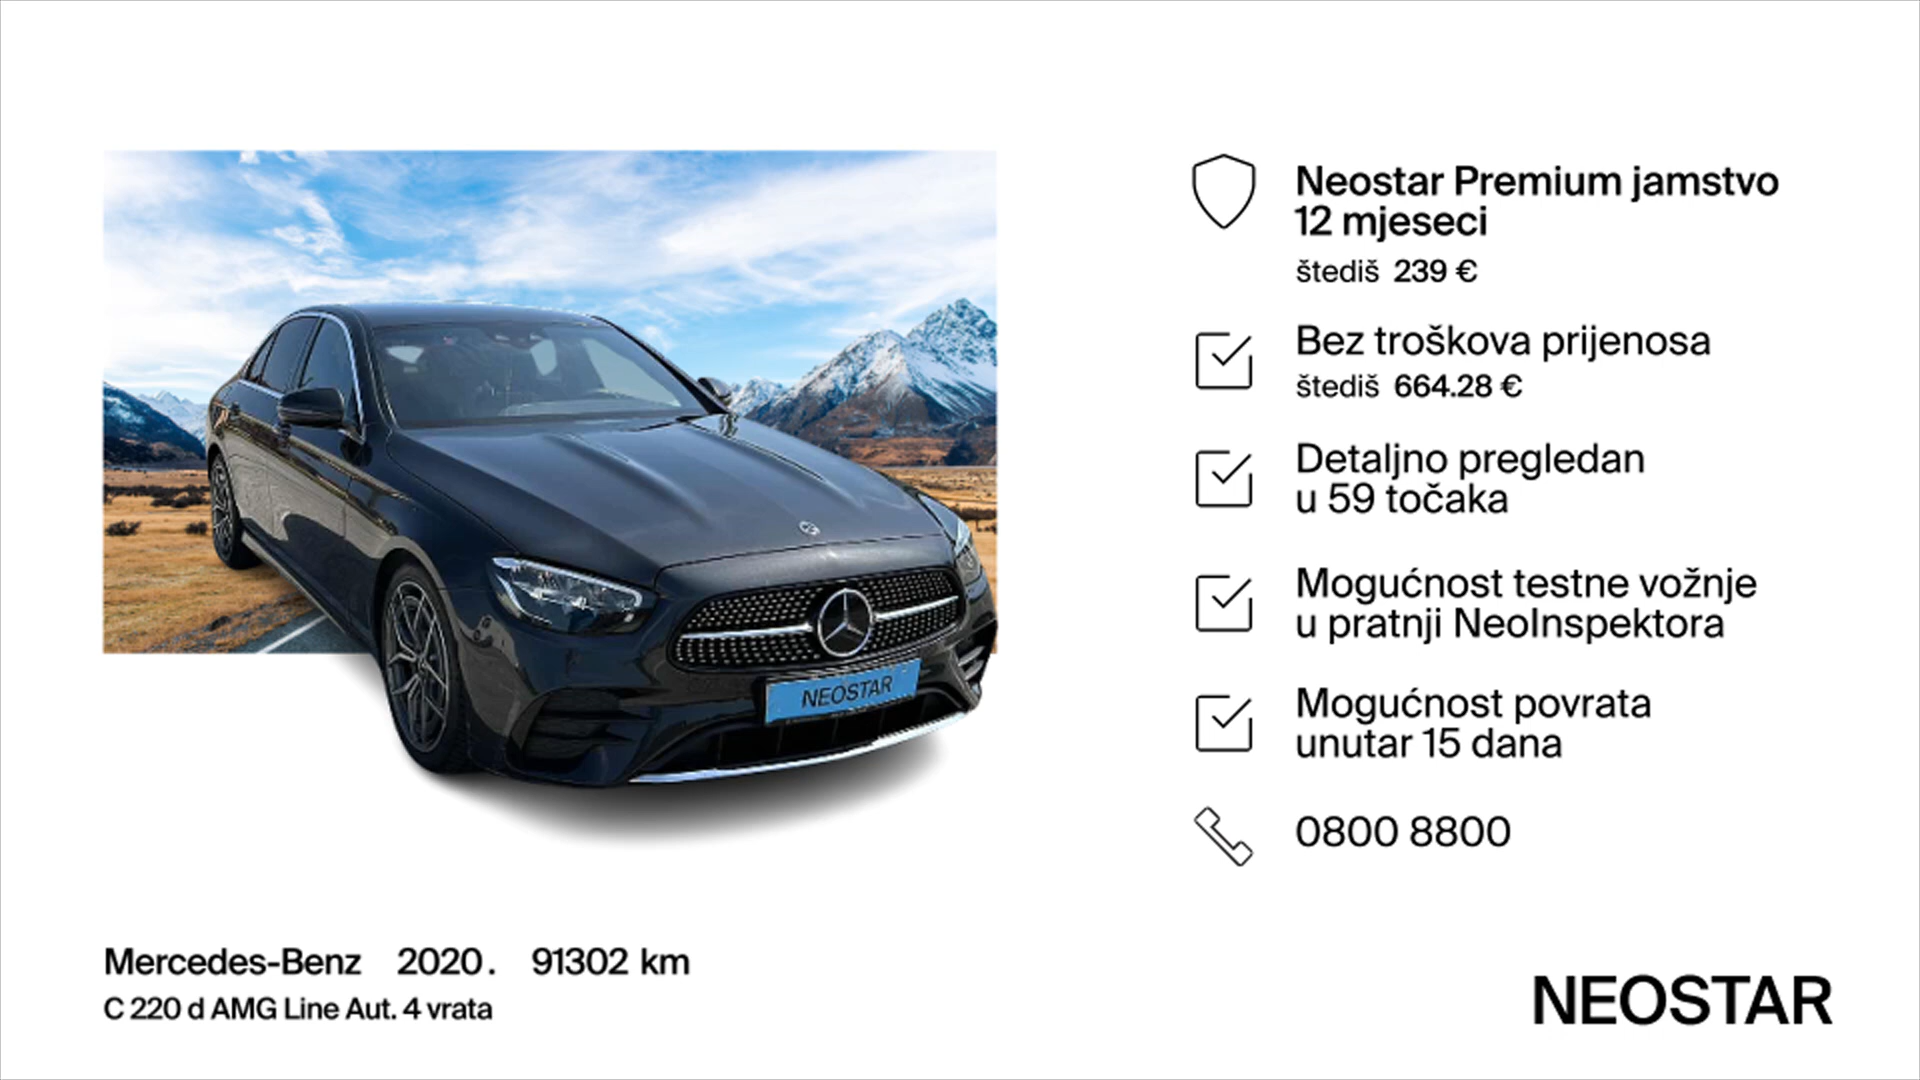 Neostar Premium jamstvo
12 mjeseci
štediš 239 €
Bez troškova prijenosa
štediš 664.28 €
Detaljno pregledan
u 59 točaka
Mogućnost testne vožnje
u pratnji NeoInspektora
Mogućnost povrata
unutar 15 dana
0800 8800
NEOSTAR
Mercedes-Benz 2020. 91302 km
C 220 d AMG Line Aut. 4 vrata
NEOSTAR